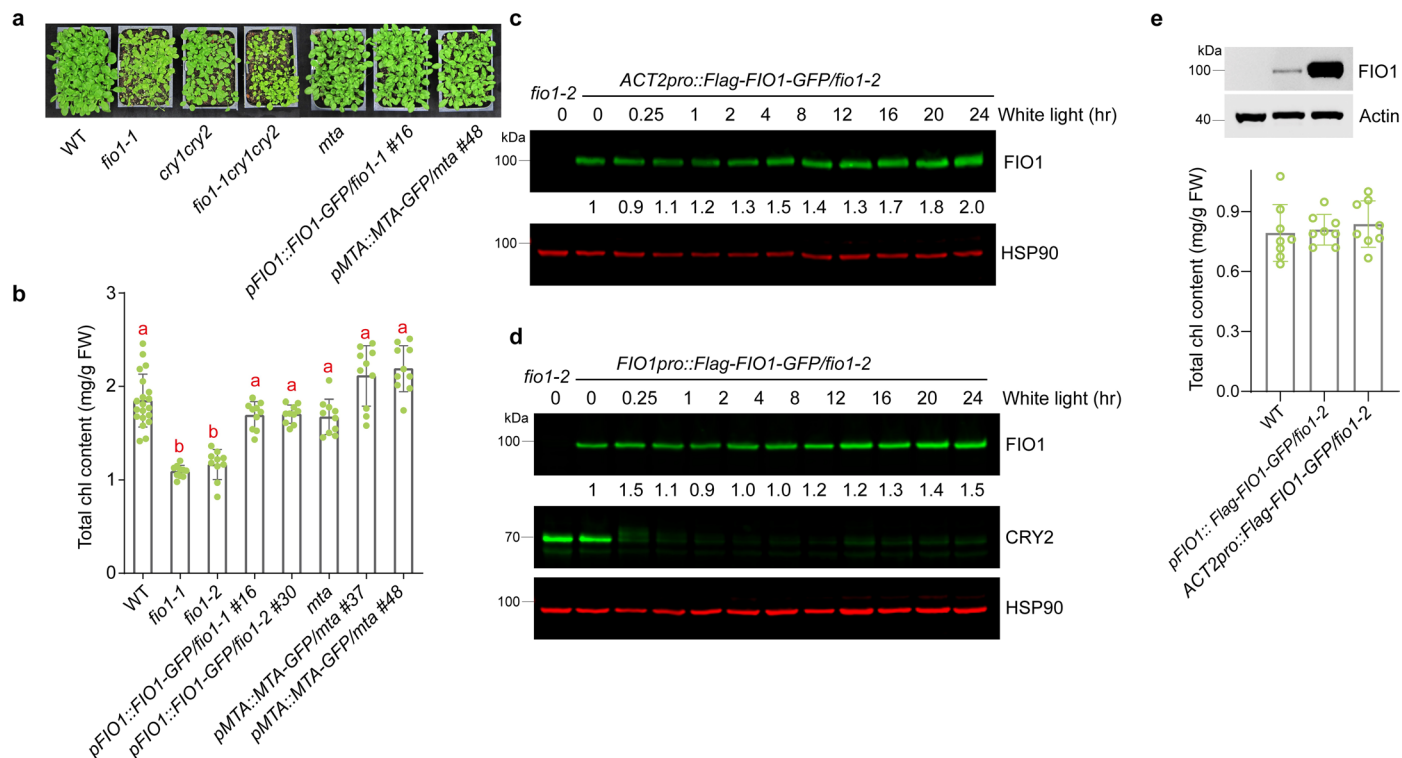 a
WT
fio1-1
cry1cry2
fio1-1cry1cry2
mta
pFIO1::FIO1-GFP/fio1-1 #16
pMTA::MTA-GFP/mta #48
b
Total chl content (mg/g FW)
3
2
1
0
a
b
b
a
a
a
a
a
WT
fio1-1
fio1-2
pFIO1::FIO1-GFP/fio1-1 #16
pFIO1::FIO1-GFP/fio1-2 #30
mta
pMTA::MTA-GFP/mta #37
pMTA::MTA-GFP/mta #48
c
fio1-2 ACT2pro::Flag-FIO1-GFP/fio1-2
0 0 0.25 1 2 4 8 12 16 20 24 White light (hr)
kDa
100 FIO1
1 0.9 1.1 1.2 1.3 1.5 1.4 1.3 1.7 1.8 2.0
100 HSP90
d
fio1-2 FIO1pro::Flag-FIO1-GFP/fio1-2
0 0 0.25 1 2 4 8 12 16 20 24 White light (hr)
kDa
100 FIO1
1 1.5 1.1 0.9 1.0 1.0 1.2 1.2 1.3 1.4 1.5
70 CRY2
100 HSP90
e
kDa
100 FIO1
40 Actin
Total chl content (mg/g FW)
0.9
0.6
0.3
0.0
WT
pFIO1:: Flag-FIO1-GFP/fio1-2
ACT2pro::Flag-FIO1-GFP/fio1-2